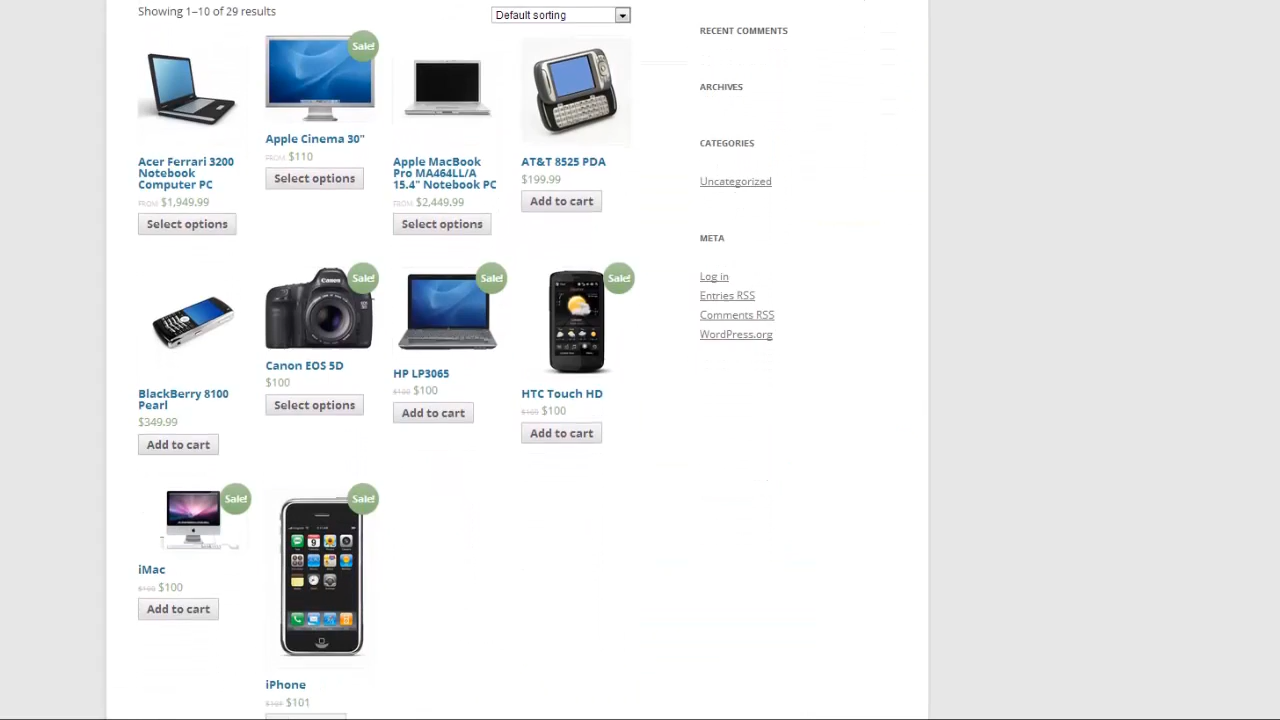 Showing 1–10 of 29 results
Default sorting
Sale!
Apple Cinema 30"
FROM: $110
Select options
Acer Ferrari 3200
Notebook
Computer PC
FROM: $1,949.99
Select options
Apple MacBook
Pro MA464LL/A
15.4" Notebook PC
FROM: $2,449.99
Select options
AT&T 8525 PDA
$199.99
Add to cart
BlackBerry 8100
Pearl
$349.99
Add to cart
Sale!
Canon
Canon EOS 5D
$100
Select options
Sale!
HP LP3065
$100
Add to cart
Sale!
HTC Touch HD
$100
Add to cart
Sale!
iMac
$100
Add to cart
Sale!
iPhone
$101
RECENT COMMENTS
ARCHIVES
CATEGORIES
Uncategorized
META
Log in
Entries RSS
Comments RSS
WordPress.org